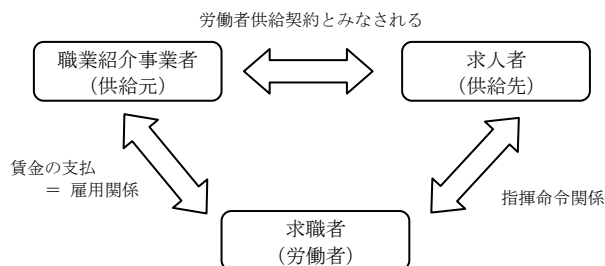 労働者供給契約とみなされる
職業紹介事業者
（供給元）
求人者
（供給先）
賃金の支払
＝ 雇用関係
指揮命令関係
求職者
（労働者）